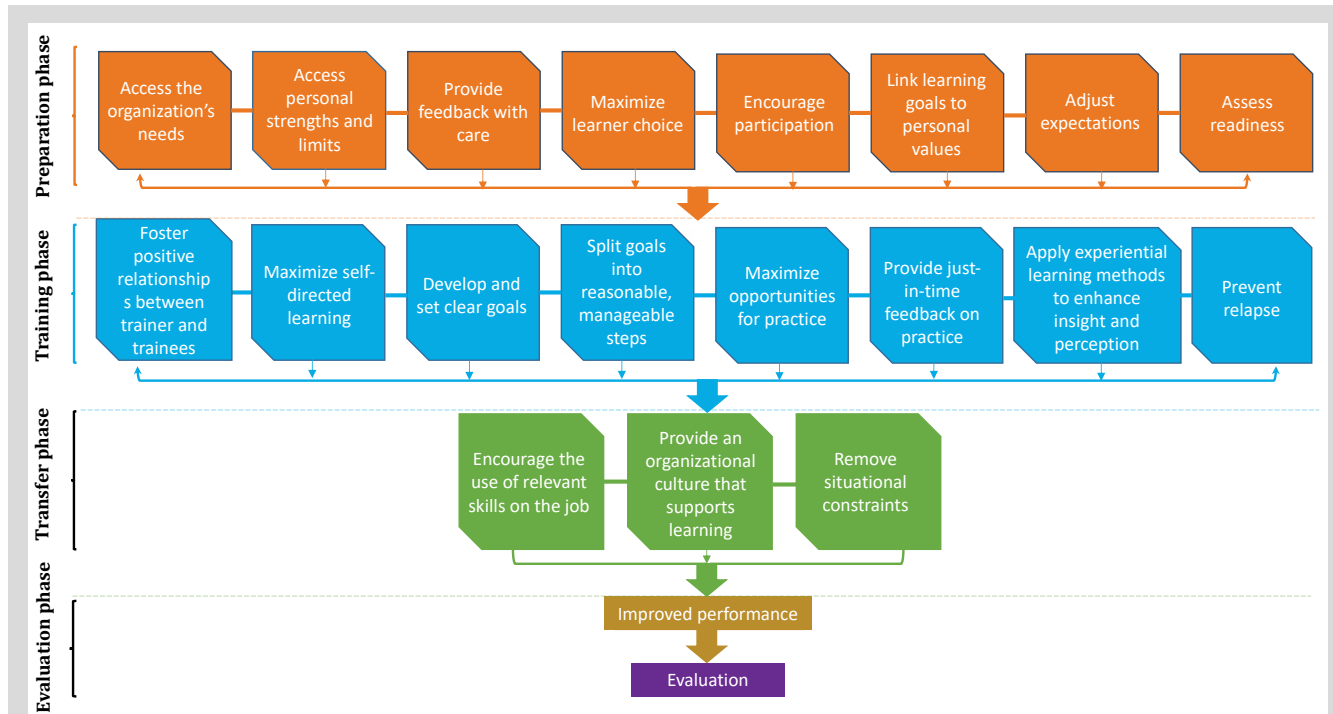 Preparation phase
Access the
organization's
needs
Access
personal
strengths and
limits
Provide
feedback with
care
Maximize
learner choice
Encourage
participation
Link learning
goals to
personal
values
Adjust
expectations
Assess
readiness
Training phase
Foster
positive
relationship
s between
trainer and
trainees
Maximize self-
directed
learning
Develop and
set clear goals
Split goals
into
reasonable,
manageable
steps
Maximize
opportunities
for practice
Provide just-
in-time
feedback on
practice
Apply experiential
learning methods
to enhance
insight and
perception
Prevent
relapse
Transfer phase
Encourage the
use of relevant
skills on the job
Provide an
organizational
culture that
supports
learning
Remove
situational
constraints
Evaluation phase
Improved performance
Evaluation